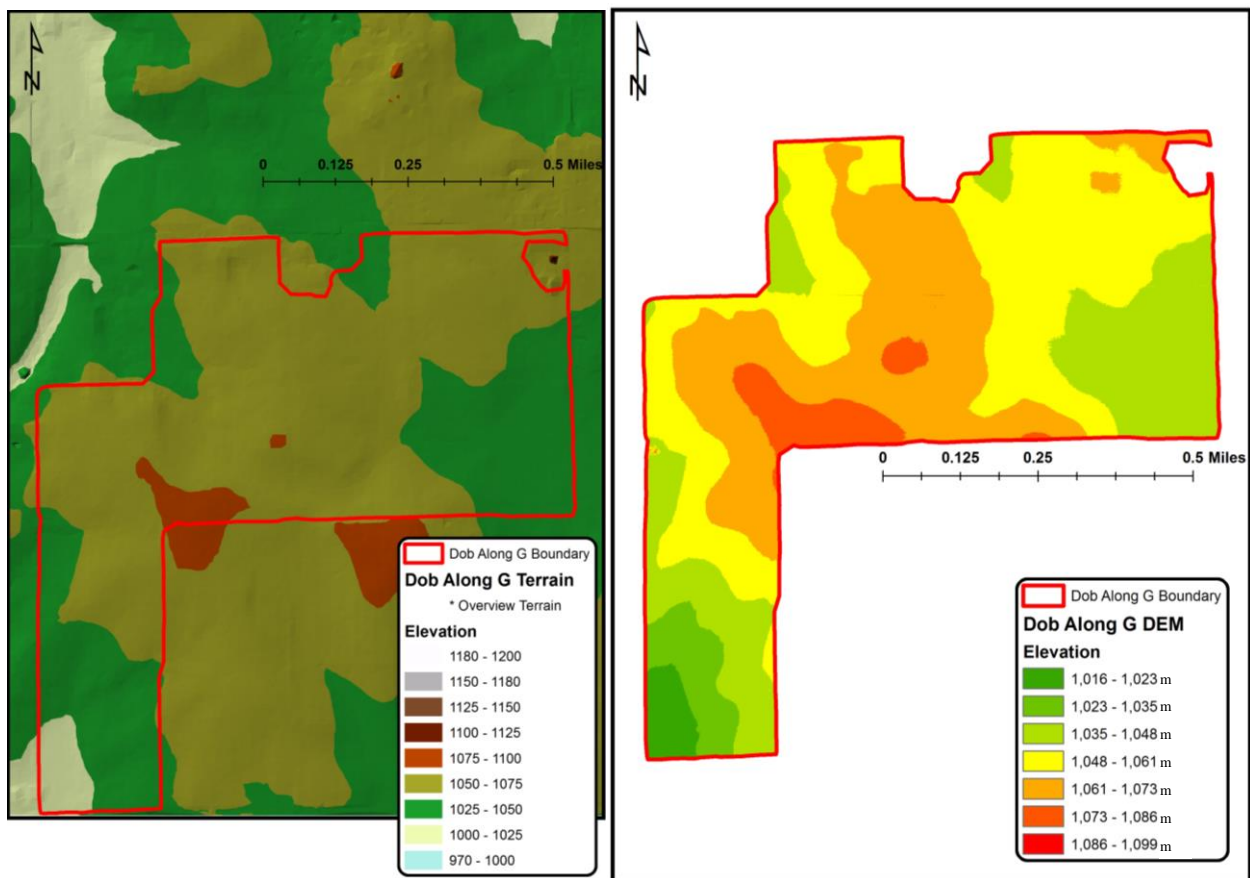 N
0 0.125 0.25 0.5 Miles
Dob Along G Boundary
Dob Along G Terrain
* Overview Terrain
Elevation
1180 - 1200
1150 - 1180
1125 - 1150
1100 - 1125
1075 - 1100
1050 - 1075
1025 - 1050
1000 - 1025
970 - 1000
N
0 0.125 0.25 0.5 Miles
Dob Along G Boundary
Dob Along G DEM
Elevation
1,016 - 1,023 m
1,023 - 1,035 m
1,035 - 1,048 m
1,048 - 1,061 m
1,061 - 1,073 m
1,073 - 1,086 m
1,086 - 1,099 m